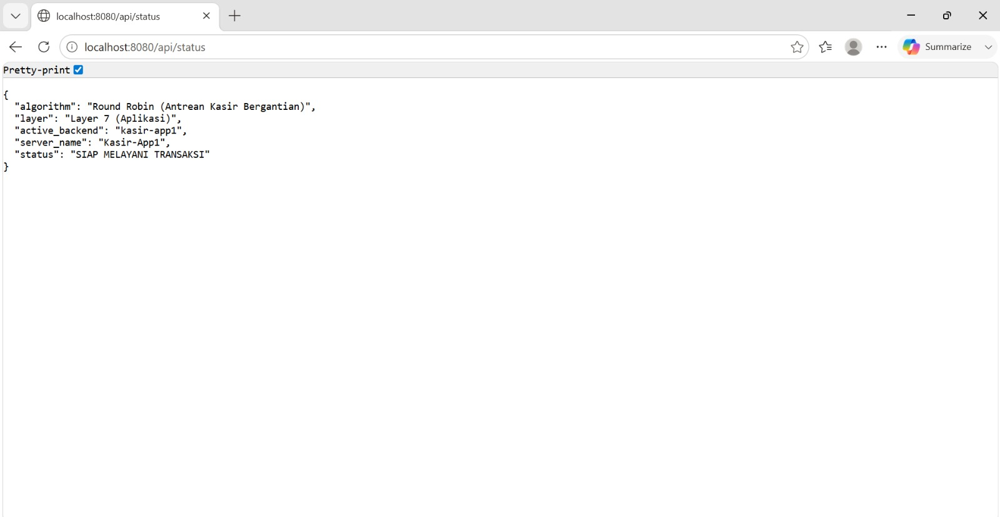 localhost:8080/api/status
localhost:8080/api/status
Summarize
Pretty-print
{
  "algorithm": "Round Robin (Antrean Kasir Bergantian)",
  "layer": "Layer 7 (Aplikasi)",
  "active_backend": "kasir-app1",
  "server_name": "Kasir-App1",
  "status": "SIAP MELAYANI TRANSAKSI"
}